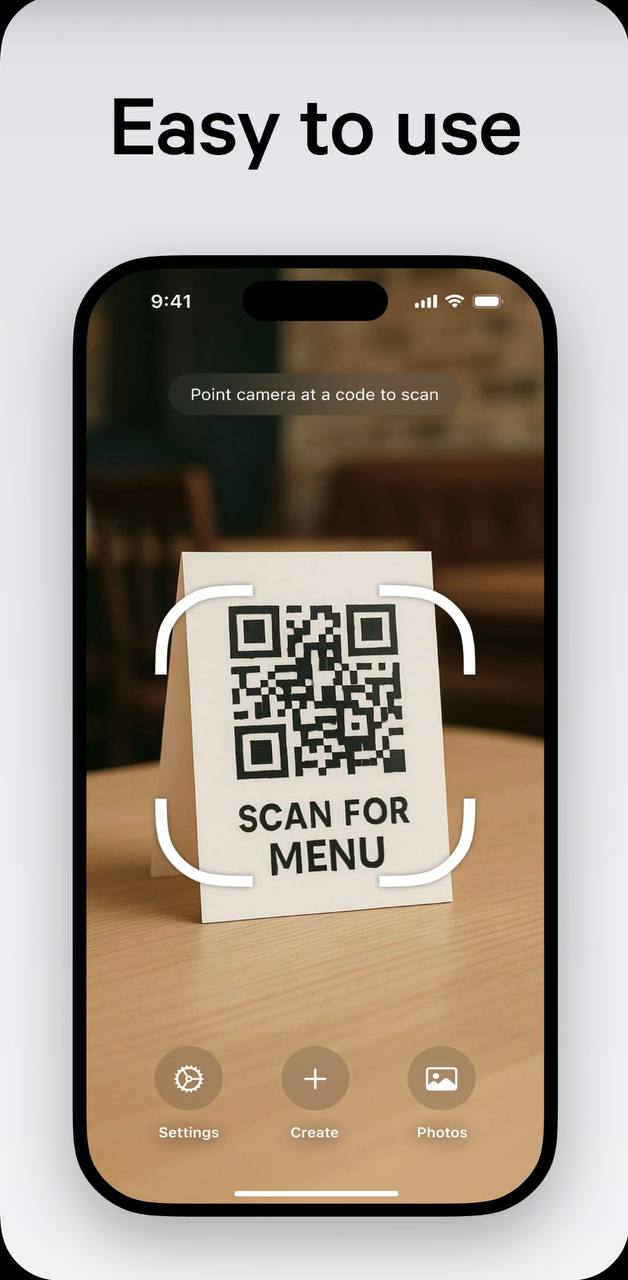 Easy to use
9:41
Point camera at a code to scan
SCAN FOR
MENU
Settings
Create
Photos